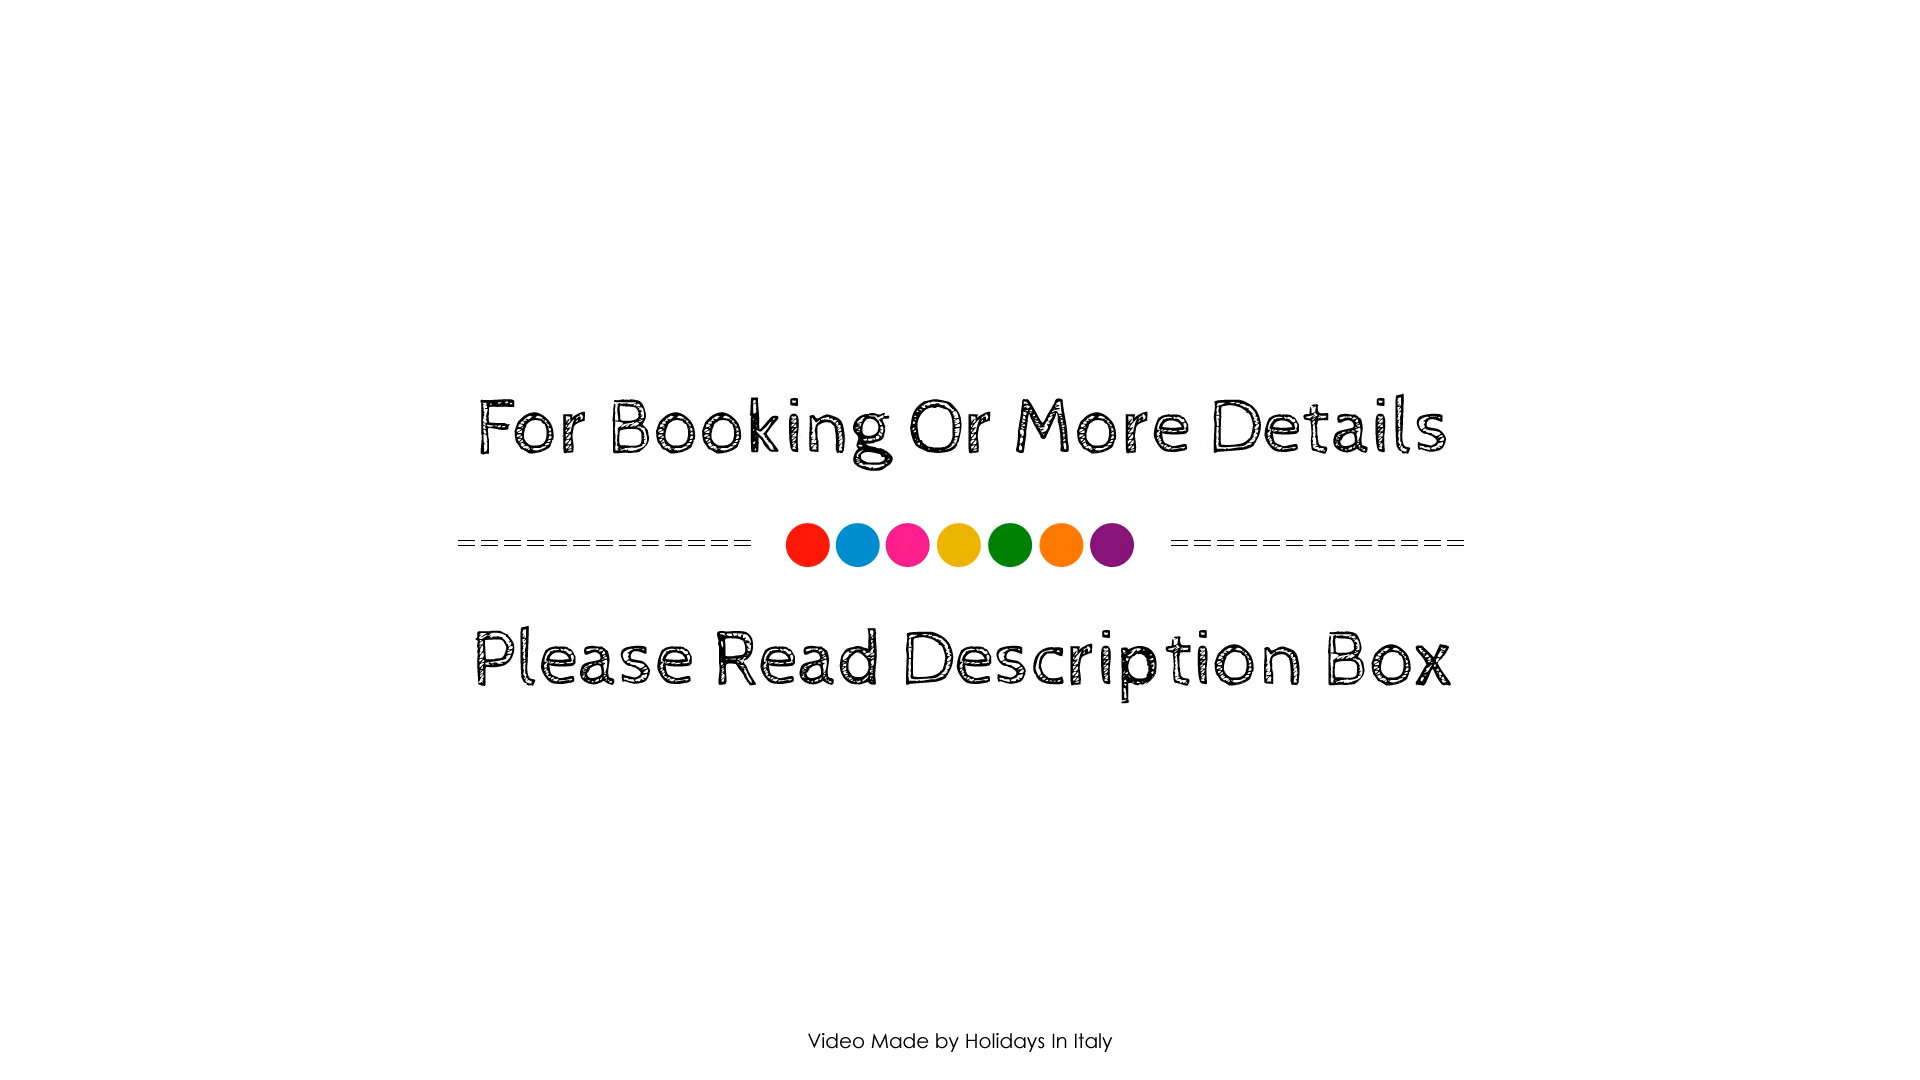 For Booking Or More Details
============= =============
Please Read Description Box
Video Made by Holidays In Italy